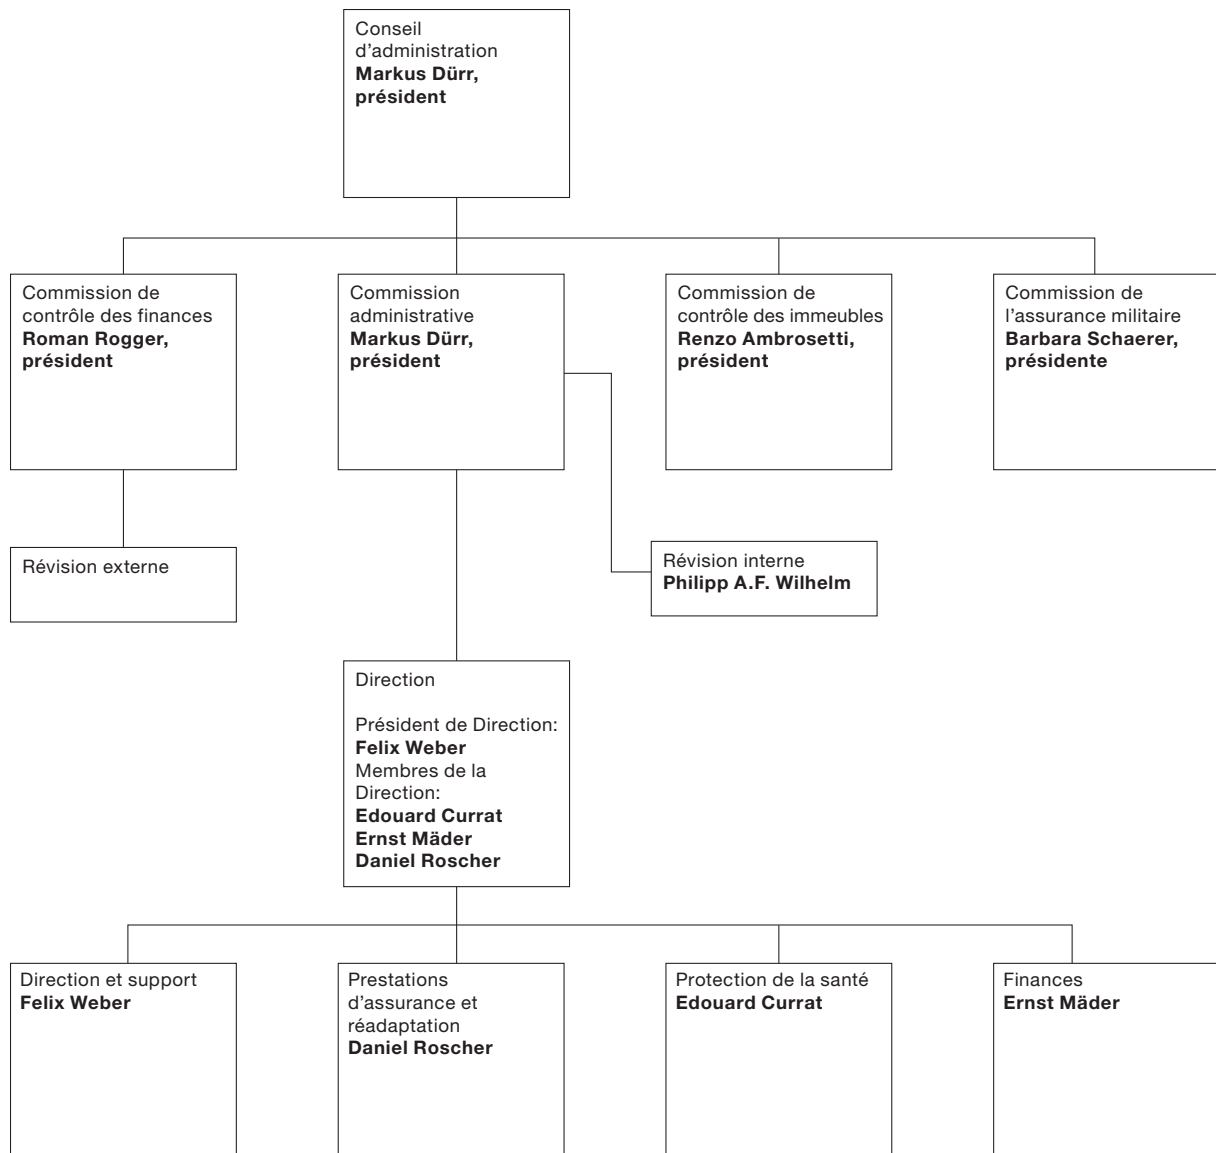 Conseil
d’administration
Markus Dürr,
président
Commission de
contrôle des finances
Roman Rogger,
président
Commission
administrative
Markus Dürr,
président
Commission de
contrôle des immeubles
Renzo Ambrosetti,
président
Commission de
l’assurance militaire
Barbara Schaerer,
présidente
Révision externe
Révision interne
Philipp A.F. Wilhelm
Direction
Président de Direction:
Felix Weber
Membres de la
Direction:
Edouard Currat
Ernst Mäder
Daniel Roscher
Direction et support
Felix Weber
Prestations
d’assurance et
réadaptation
Daniel Roscher
Protection de la santé
Edouard Currat
Finances
Ernst Mäder